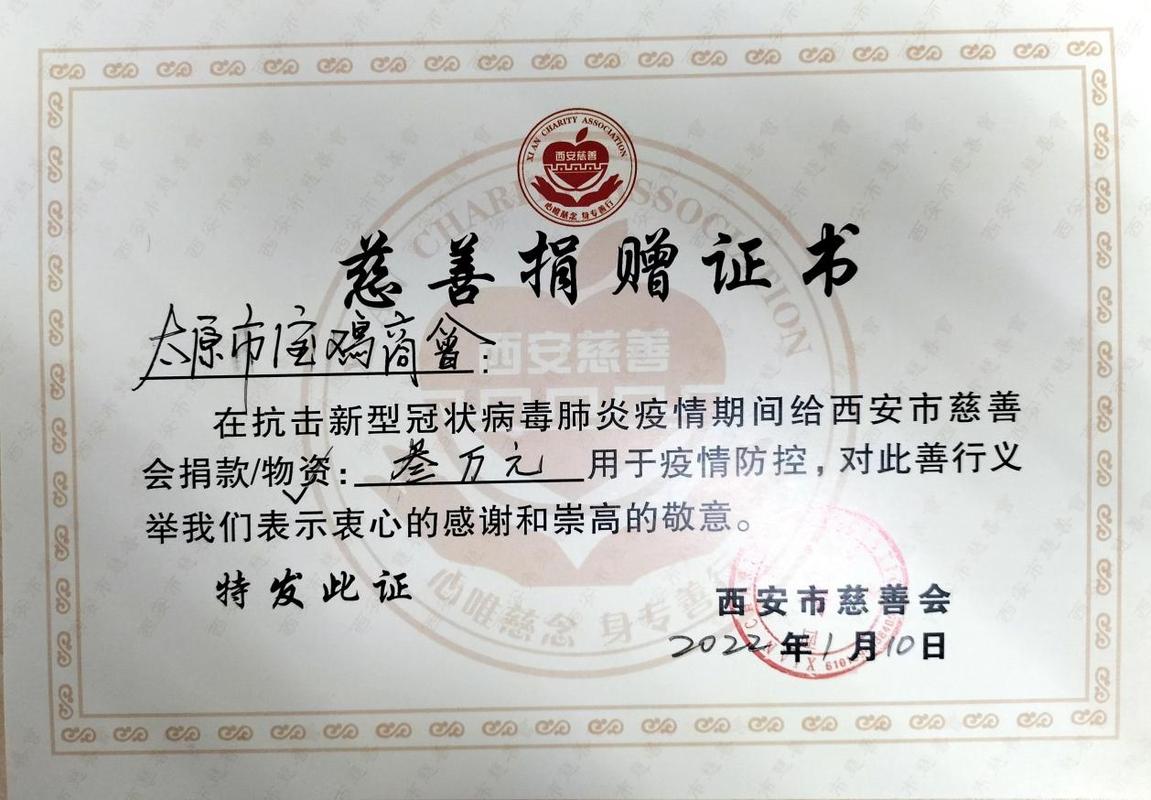 XI AN CHARITY ASSOCIATION
西安慈善
心唯慈念 身专善行
慈善捐赠证书
太原市宝鸡商會:
在抗击新型冠状病毒肺炎疫情期间给西安市慈善
会捐款/物资: 叁万元 用于疫情防控,对此善行义
举我们表示衷心的感谢和崇高的敬意。
特发此证
西安市慈善会
2022年1月10日